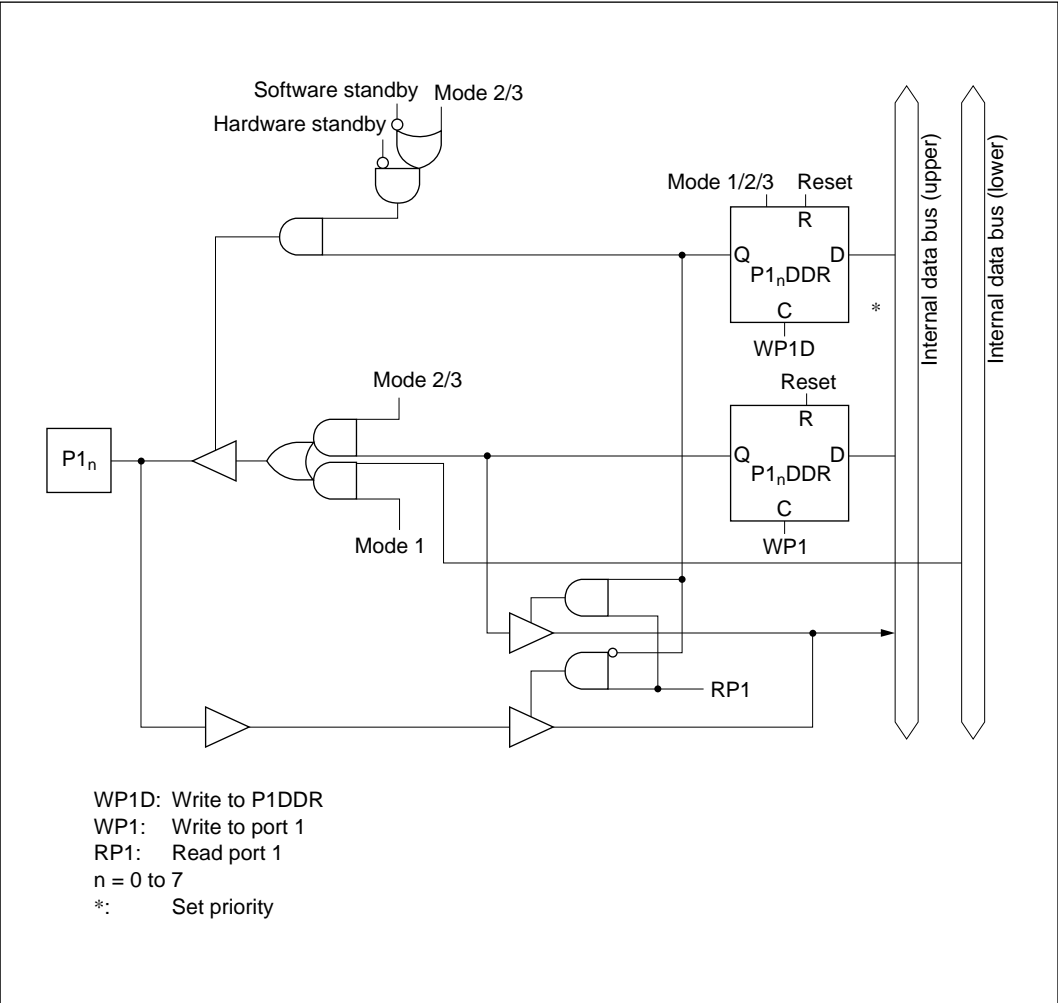 Software standby
Mode 2/3
Hardware standby
Mode 1/2/3
Reset
R
Q
D
P1nDDR
C
*
WP1D
Internal data bus (upper)
Internal data bus (lower)
Mode 2/3
Reset
R
P1n
Q
D
P1nDDR
C
WP1
Mode 1
RP1
WP1D: Write to P1DDR
WP1: Write to port 1
RP1: Read port 1
n = 0 to 7
*: Set priority